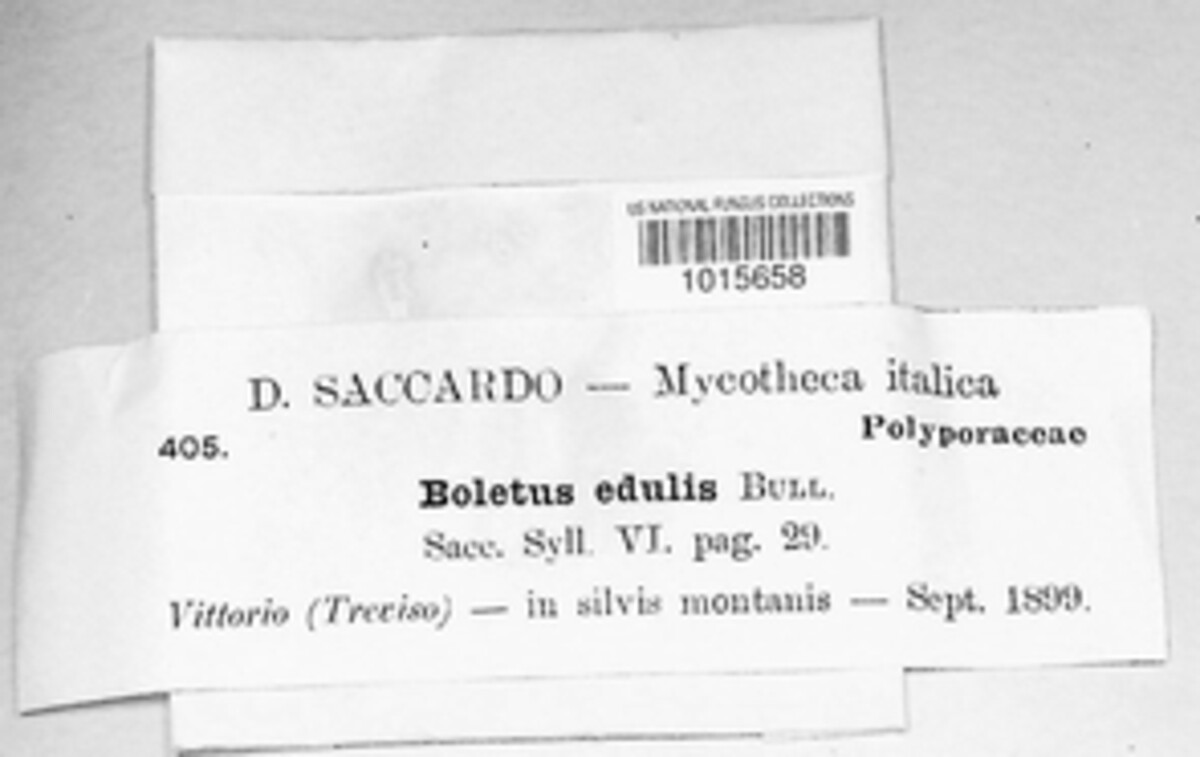 US NATIONAL FUNGUS COLLECTIONS
1015658
D. SACCARDO — Mycotheca italica
Polyporaceae
405.
Boletus edulis BULL.
Sacc. Syll. VI. pag. 29.
Vittorio (Treviso) — in silvis montanis — Sept. 1899.